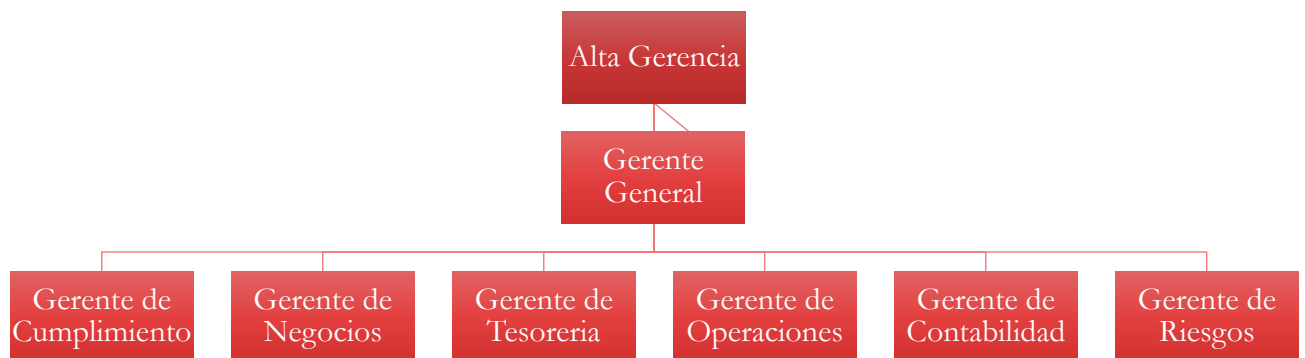 Alta Gerencia
Gerente
General
Gerente de
Cumplimiento
Gerente de
Negocios
Gerente de
Tesoreria
Gerente de
Operaciones
Gerente de
Contabilidad
Gerente de
Riesgos